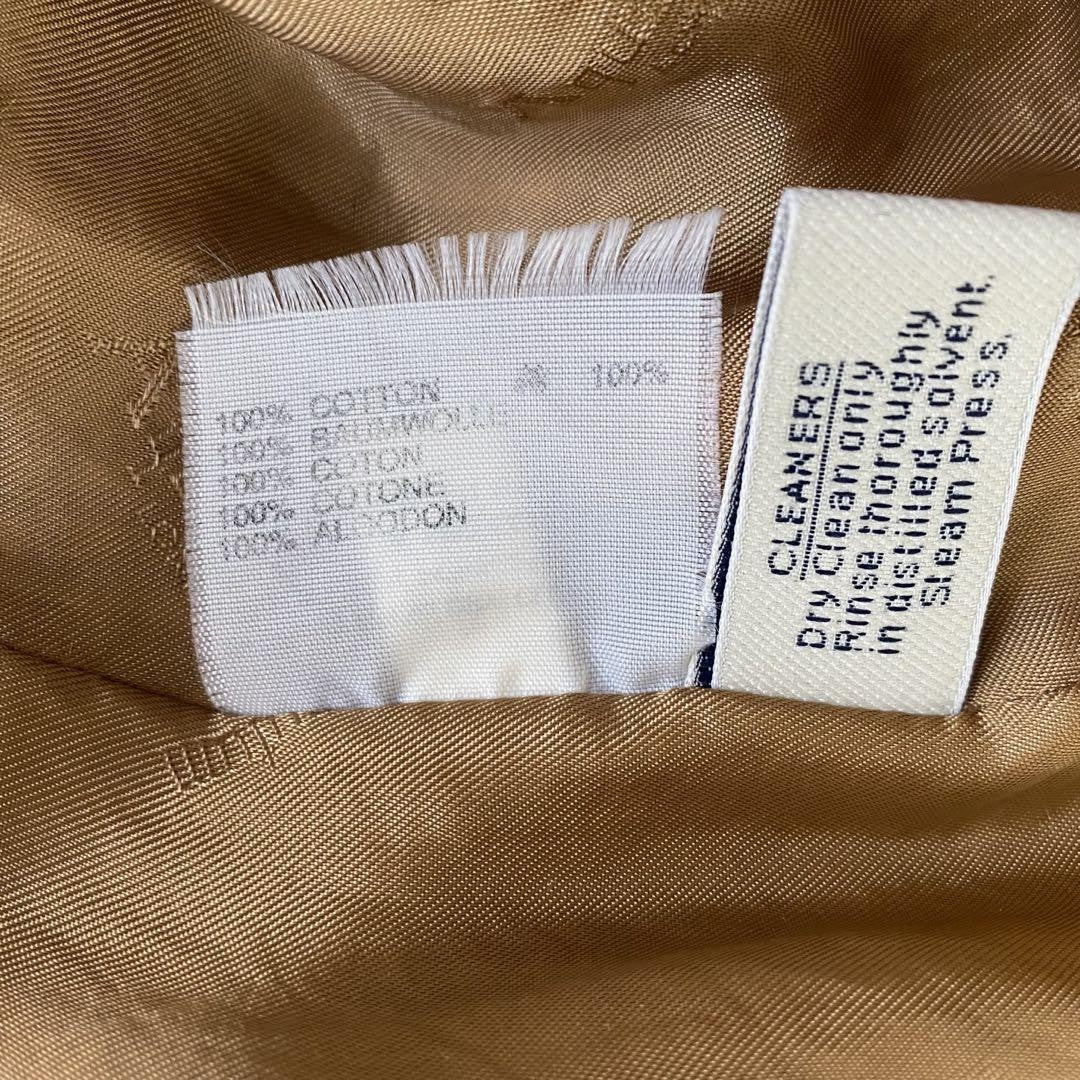 100% COTTON 100%
100% BAUMWOLLE
100% COTON
100% COTONE
100% ALGODON
CLEANERS
Dry Clean only
Rinse thoroughly
in distilled solvent.
Steam Press.